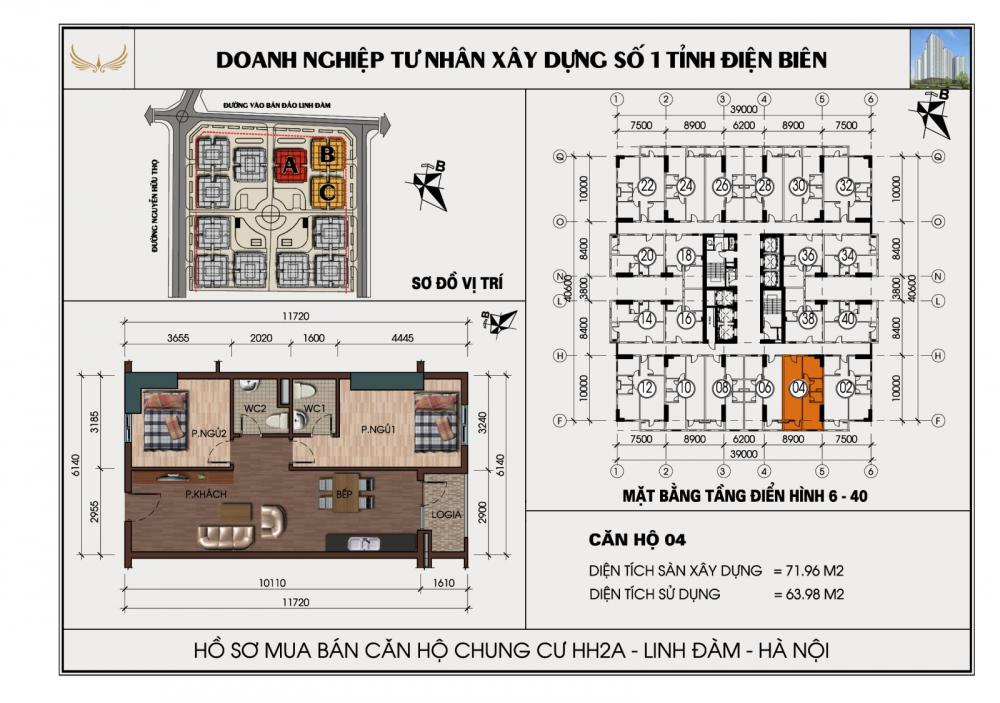 DOANH NGHIỆP TƯ NHÂN XÂY DỰNG SỐ 1 TỈNH ĐIỆN BIÊN
ĐƯỜNG VÀO BÁN ĐẢO LINH ĐÀM
ĐƯỜNG NGUYỄN HỮU THỌ
A
B
C
B
SƠ ĐỒ VỊ TRÍ
B
11720
3655 2020 1600 4445
6140
3185
2955
3240
2900
6140
P.NGỦ2
WC2
WC1
P.NGỦ1
P.KHÁCH
BẾP
LOGIA
10110 1610
11720
B
1 2 3 4 5 6
39000
7500 8900 6200 8900 7500
Q Q
10000 22 24 26 28 30 32 10000
O O
8400 20 18 36 34 8400
N N
40600 3800 3800 40600
L L
8400 14 16 38 40 8400
H H
10000 12 10 08 06 04 02 10000
F F
7500 8900 6200 8900 7500
39000
1 2 3 4 5 6
MẶT BẰNG TẦNG ĐIỂN HÌNH 6 - 40
CĂN HỘ 04
DIỆN TÍCH SÀN XÂY DỰNG = 71.96 M2
DIỆN TÍCH SỬ DỤNG = 63.98 M2
HỒ SƠ MUA BÁN CĂN HỘ CHUNG CƯ HH2A - LINH ĐÀM - HÀ NỘI